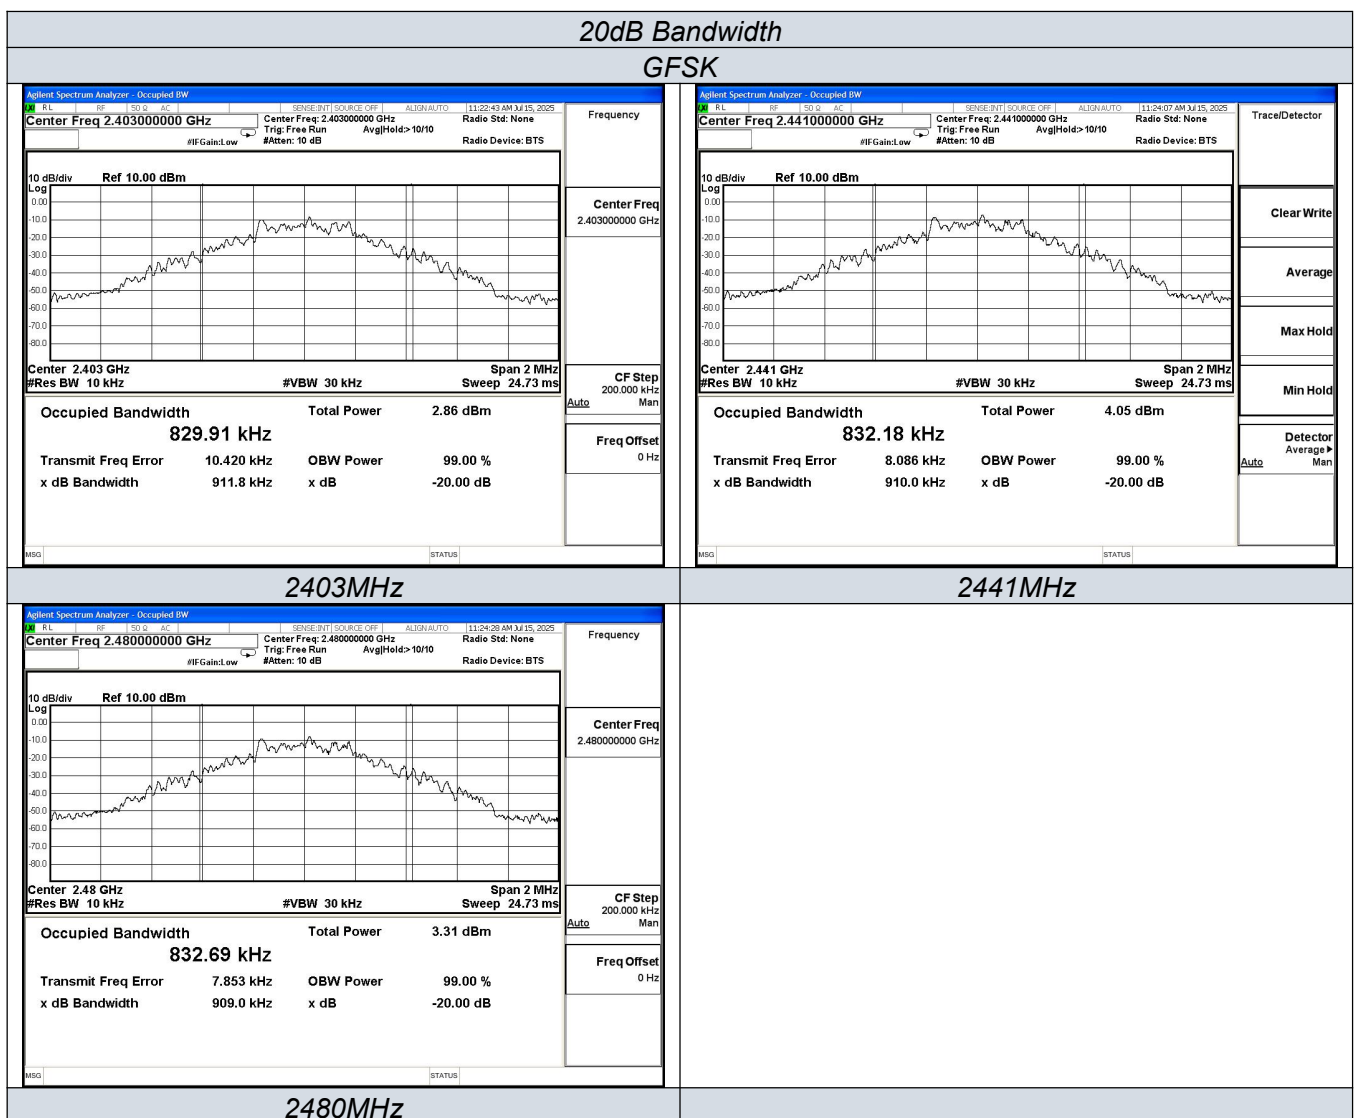 20dB Bandwidth
GFSK
Agilent Spectrum Analyzer - Occupied BW
LXI RL RF 50 Ω AC SENSE:INT SOURCE OFF ALIGN AUTO 11:22:43 AM Jul 15, 2025
Center Freq 2.403000000 GHz
Center Freq: 2.403000000 GHz Radio Std: None
Trig: Free Run Avg|Hold:>10/10
#IFGain:Low #Atten: 10 dB Radio Device: BTS
10 dB/div Ref 10.00 dBm
Log
0.00
-10.0
-20.0
-30.0
-40.0
-50.0
-60.0
-70.0
-80.0
Center 2.403 GHz Span 2 MHz
#Res BW 10 kHz #VBW 30 kHz Sweep 24.73 ms
Occupied Bandwidth Total Power 2.86 dBm
829.91 kHz
Transmit Freq Error 10.420 kHz OBW Power 99.00 %
x dB Bandwidth 911.8 kHz x dB -20.00 dB
MSG STATUS
Frequency
Center Freq
2.403000000 GHz
CF Step
200.000 kHz
Auto Man
Freq Offset
0 Hz
Agilent Spectrum Analyzer - Occupied BW
LXI RL RF 50 Ω AC SENSE:INT SOURCE OFF ALIGN AUTO 11:24:07 AM Jul 15, 2025
Center Freq 2.441000000 GHz
Center Freq: 2.441000000 GHz Radio Std: None
Trig: Free Run Avg|Hold:>10/10
#IFGain:Low #Atten: 10 dB Radio Device: BTS
10 dB/div Ref 10.00 dBm
Log
0.00
-10.0
-20.0
-30.0
-40.0
-50.0
-60.0
-70.0
-80.0
Center 2.441 GHz Span 2 MHz
#Res BW 10 kHz #VBW 30 kHz Sweep 24.73 ms
Occupied Bandwidth Total Power 4.05 dBm
832.18 kHz
Transmit Freq Error 8.086 kHz OBW Power 99.00 %
x dB Bandwidth 910.0 kHz x dB -20.00 dB
MSG STATUS
Trace/Detector
Clear Write
Average
Max Hold
Min Hold
Detector
Average▶
Auto Man
2403MHz 2441MHz
Agilent Spectrum Analyzer - Occupied BW
LXI RL RF 50 Ω AC SENSE:INT SOURCE OFF ALIGN AUTO 11:24:28 AM Jul 15, 2025
Center Freq 2.480000000 GHz
Center Freq: 2.480000000 GHz Radio Std: None
Trig: Free Run Avg|Hold:>10/10
#IFGain:Low #Atten: 10 dB Radio Device: BTS
10 dB/div Ref 10.00 dBm
Log
0.00
-10.0
-20.0
-30.0
-40.0
-50.0
-60.0
-70.0
-80.0
Center 2.48 GHz Span 2 MHz
#Res BW 10 kHz #VBW 30 kHz Sweep 24.73 ms
Occupied Bandwidth Total Power 3.31 dBm
832.69 kHz
Transmit Freq Error 7.853 kHz OBW Power 99.00 %
x dB Bandwidth 909.0 kHz x dB -20.00 dB
MSG STATUS
Frequency
Center Freq
2.480000000 GHz
CF Step
200.000 kHz
Auto Man
Freq Offset
0 Hz
2480MHz